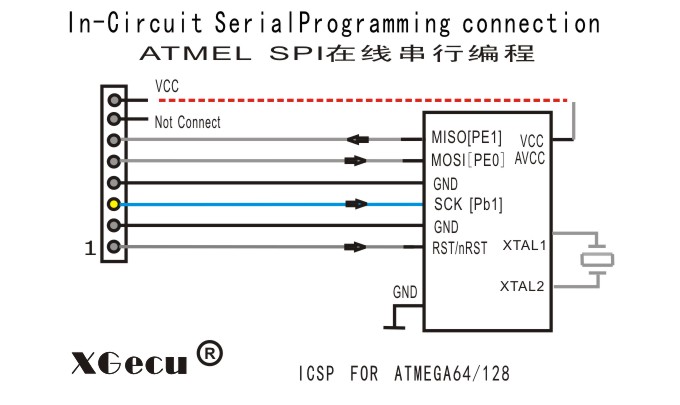 In-Circuit SerialProgramming connection
ATMEL SPI在线串行编程
VCC
Not Connect
MISO[PE1] VCC
MOSI[PE0] AVCC
GND
SCK [Pb1]
GND
1 RST/nRST XTAL1
XTAL2
GND
XGecu ®
ICSP FOR ATMEGA64/128